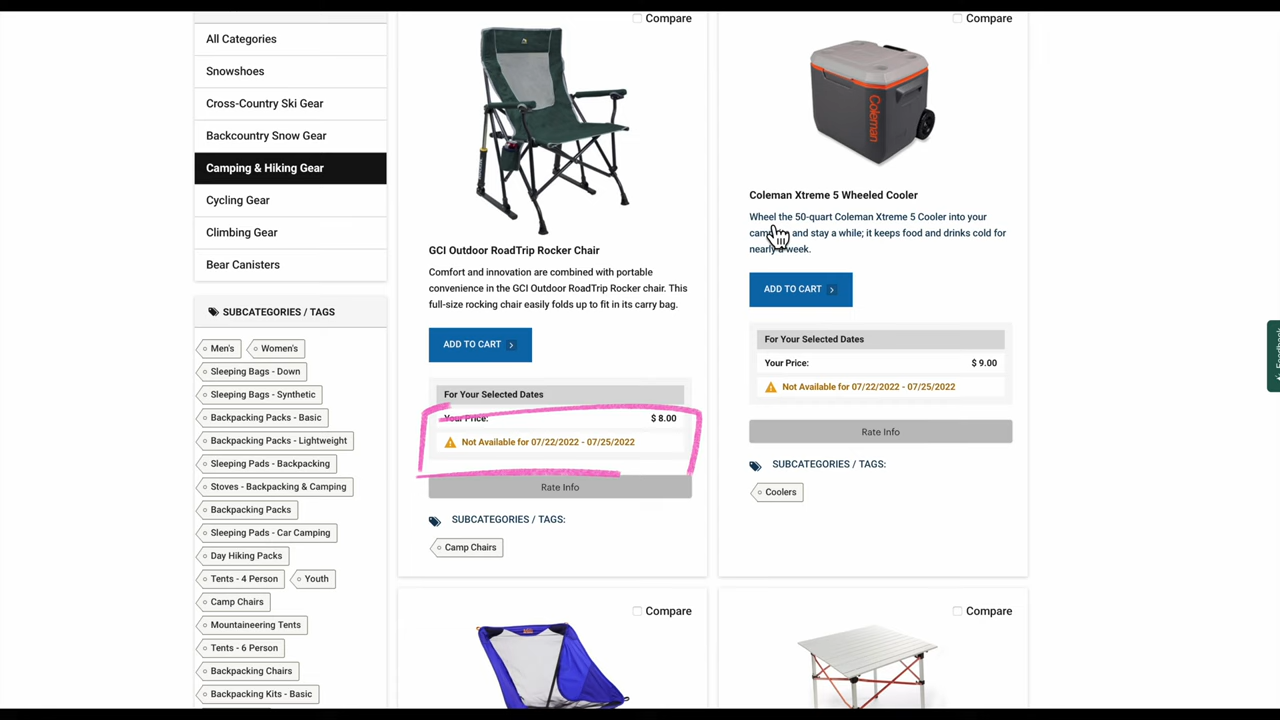 Compare
Compare
All Categories
Snowshoes
Cross-Country Ski Gear
Backcountry Snow Gear
Camping & Hiking Gear
Cycling Gear
Climbing Gear
Bear Canisters
SUBCATEGORIES / TAGS
Men's
Women's
Sleeping Bags - Down
Sleeping Bags - Synthetic
Backpacking Packs - Basic
Backpacking Packs - Lightweight
Sleeping Pads - Backpacking
Stoves - Backpacking & Camping
Backpacking Packs
Sleeping Pads - Car Camping
Day Hiking Packs
Tents - 4 Person
Youth
Camp Chairs
Mountaineering Tents
Tents - 6 Person
Backpacking Chairs
Backpacking Kits - Basic
GCI Outdoor RoadTrip Rocker Chair
Comfort and innovation are combined with portable
convenience in the GCI Outdoor RoadTrip Rocker chair. This
full-size rocking chair easily folds up to fit in its carry bag.
ADD TO CART
For Your Selected Dates
Your Price: $ 8.00
Not Available for 07/22/2022 - 07/25/2022
Rate Info
SUBCATEGORIES / TAGS:
Camp Chairs
Coleman
Coleman Xtreme 5 Wheeled Cooler
Wheel the 50-quart Coleman Xtreme 5 Cooler into your
and stay a while; it keeps food and drinks cold for
nearly a week.
ADD TO CART
For Your Selected Dates
Your Price: $ 9.00
Not Available for 07/22/2022 - 07/25/2022
Rate Info
SUBCATEGORIES / TAGS:
Coolers
Compare
Compare
Feedback